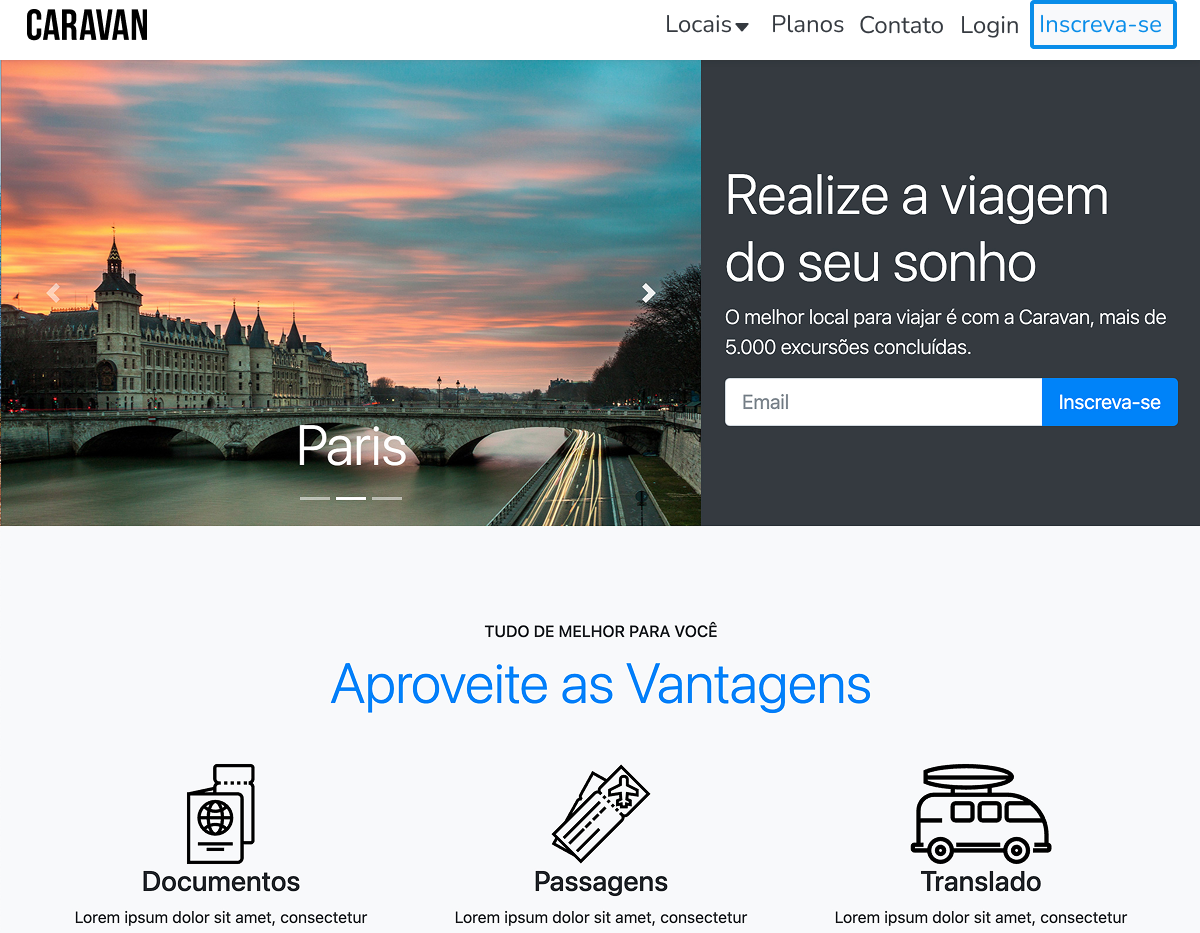 CARAVAN
Locais Planos Contato Login Inscreva-se
Realize a viagem
do seu sonho
O melhor local para viajar é com a Caravan, mais de
5.000 excursões concluídas.
Email Inscreva-se
Paris
TUDO DE MELHOR PARA VOCÊ
Aproveite as Vantagens
Documentos Passagens Translado
Lorem ipsum dolor sit amet, consectetur Lorem ipsum dolor sit amet, consectetur Lorem ipsum dolor sit amet, consectetur